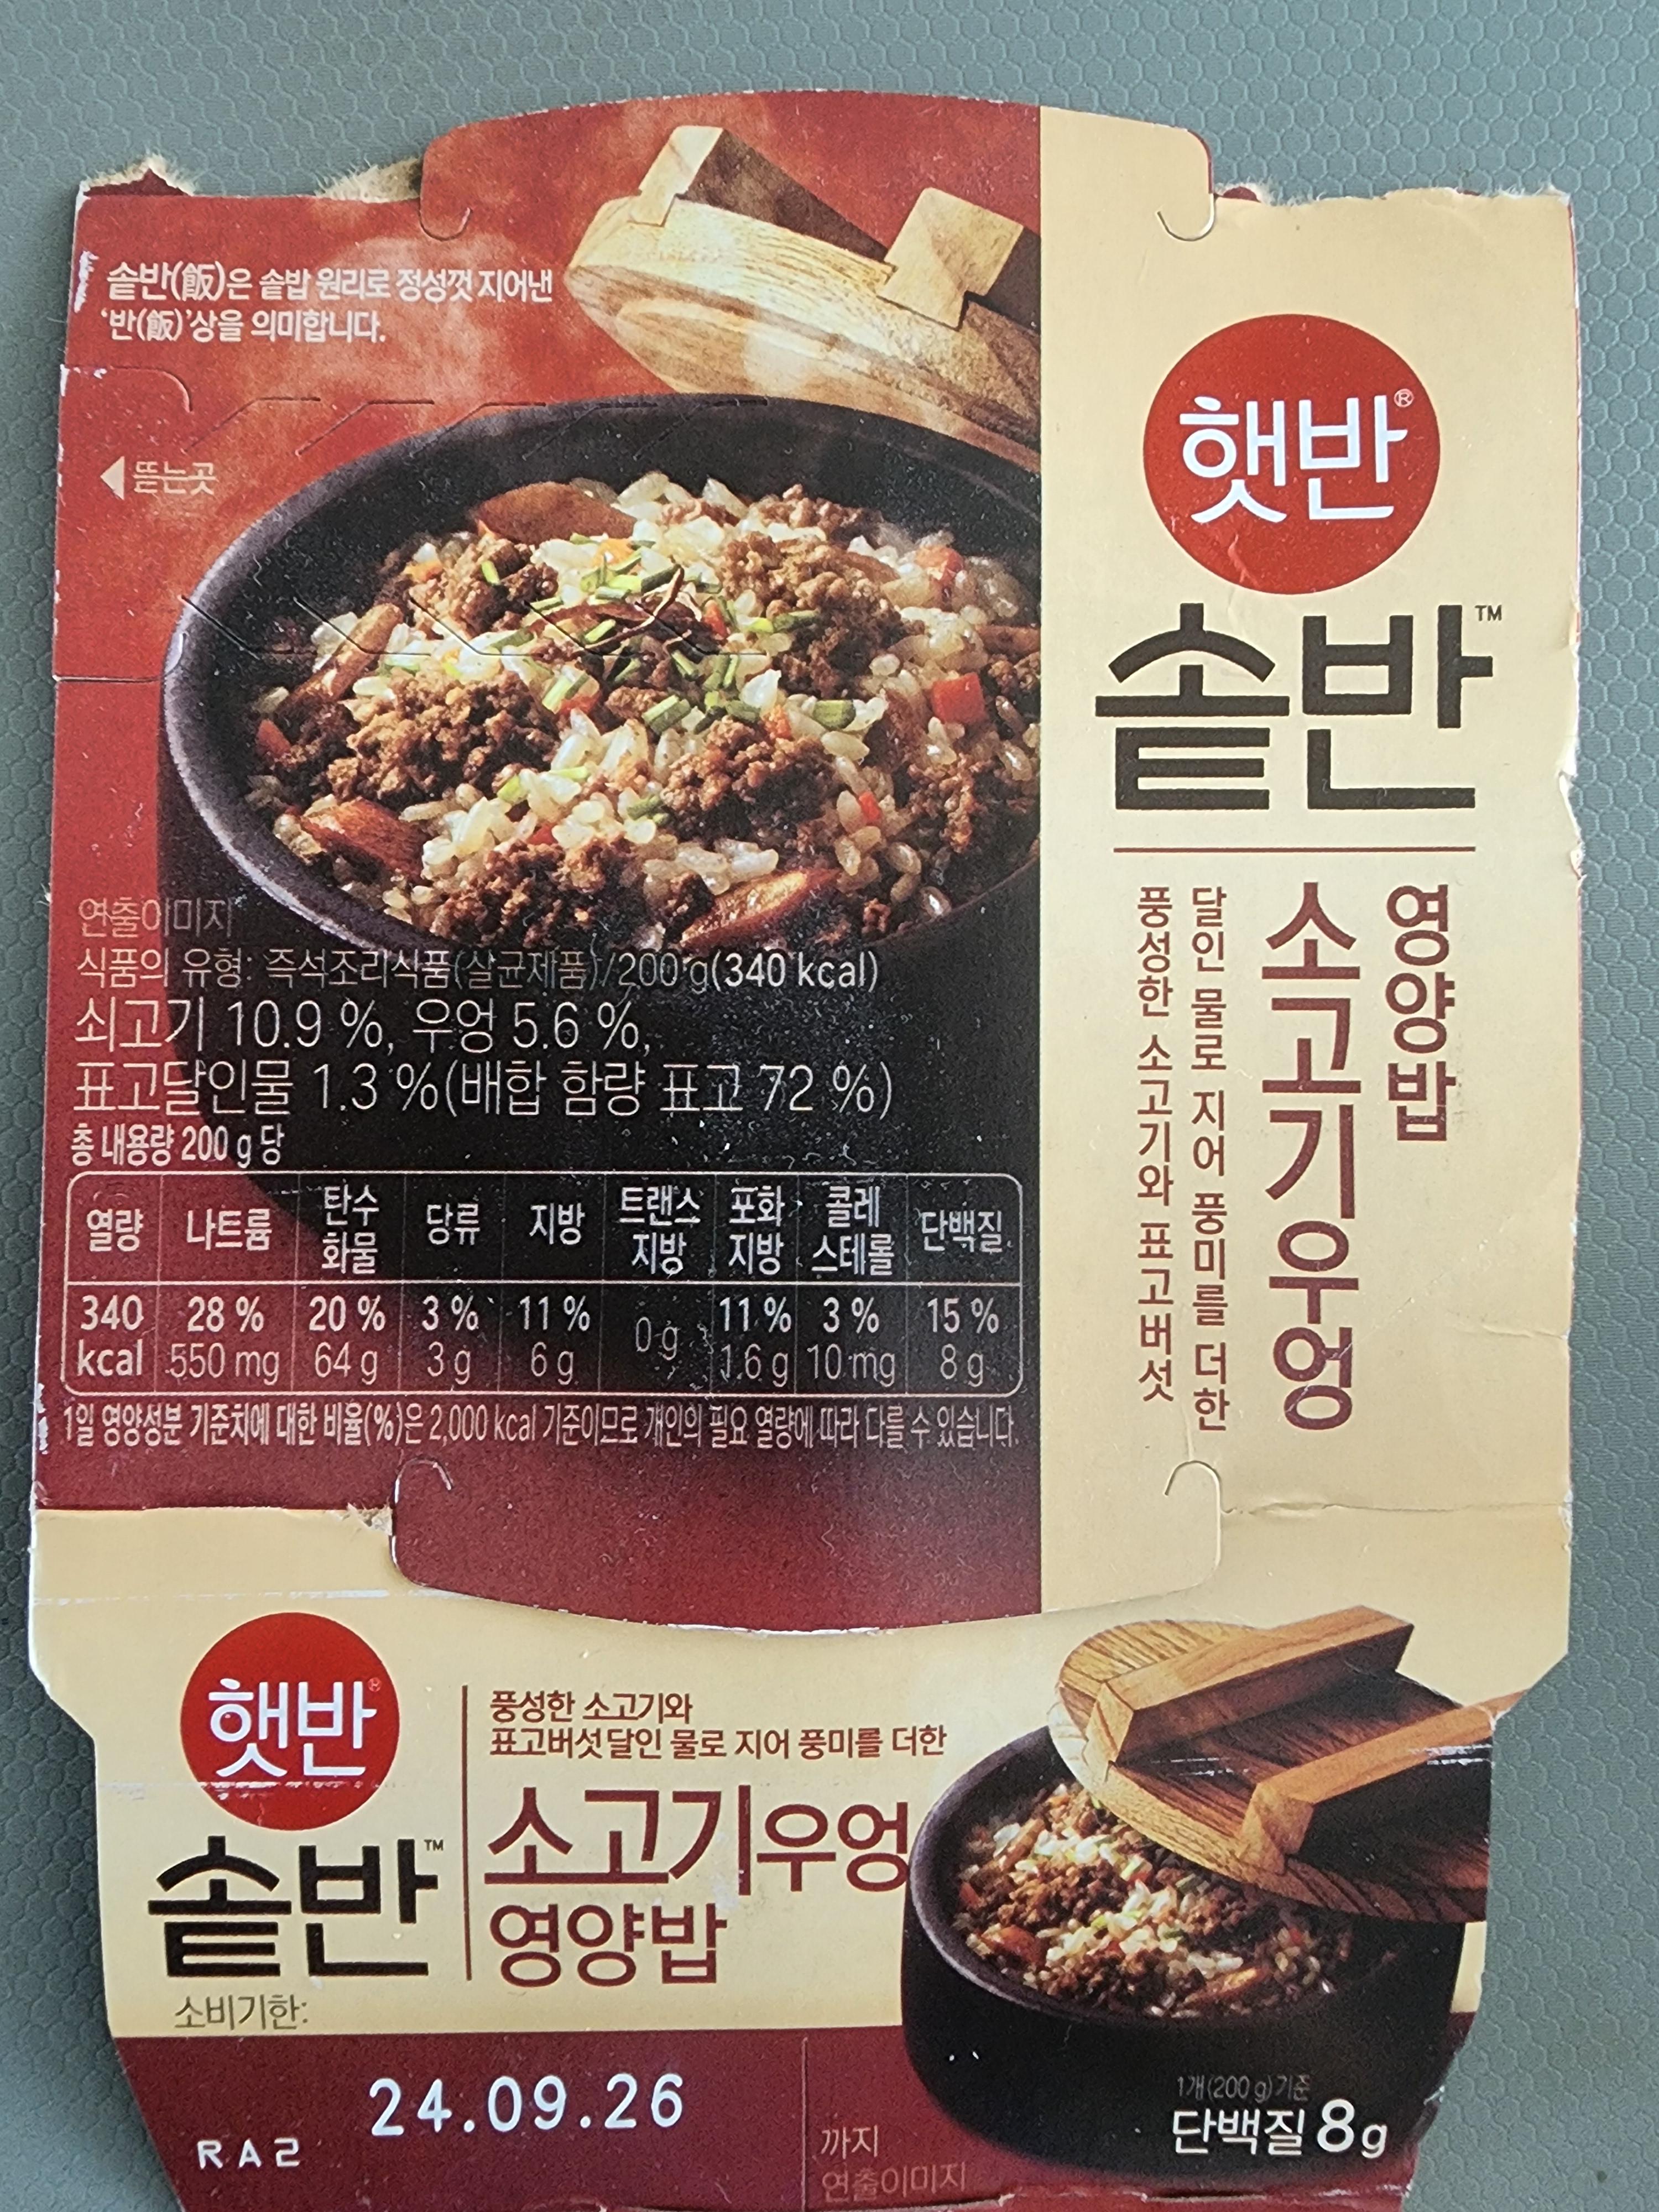 솥반(飯)은 솥밥 원리로 정성껏 지어낸
‘반(飯)’상을 의미합니다.
뜯는곳
햇반®
솥반™
영양밥
소고기우엉
달인 물로 지어 풍미를 더한
풍성한 소고기와 표고버섯
연출이미지
식품의 유형: 즉석조리식품(살균제품)/200 g(340 kcal)
쇠고기 10.9 %, 우엉 5.6 %,
표고달인물 1.3 %(배합 함량 표고 72 %)
총 내용량 200 g 당
열량 나트륨 탄수화물 당류 지방 트랜스지방 포화지방 콜레스테롤 단백질
340 28 % 20 % 3 % 11 % 0 g 11 % 3 % 15 %
kcal 550 mg 64 g 3 g 6 g 1.6 g 10 mg 8 g
1일 영양성분 기준치에 대한 비율(%)은 2,000 kcal 기준이므로 개인의 필요 열량에 따라 다를 수 있습니다.
햇반®
솥반™
풍성한 소고기와
표고버섯 달인 물로 지어 풍미를 더한
소고기우엉
영양밥
소비기한:
24.09.26
RA2
까지
연출이미지
1개(200 g)기준
단백질 8g